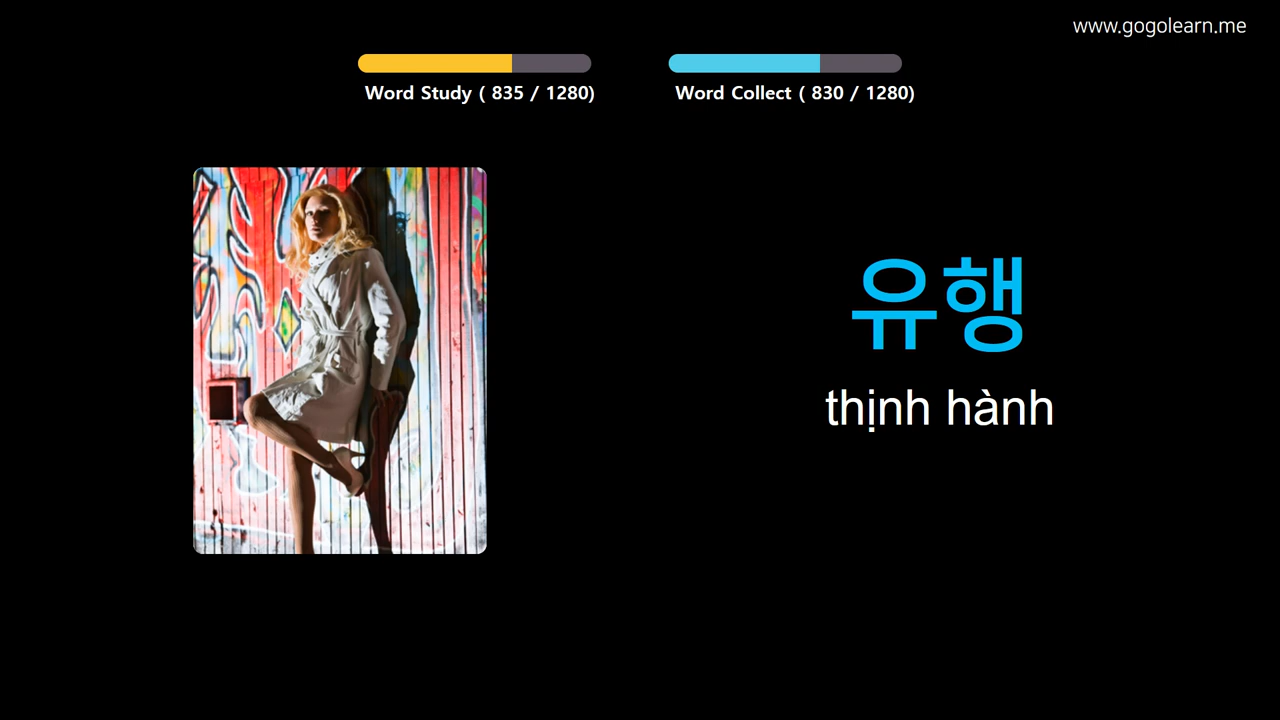 www.gogolearn.me
Word Study ( 835 / 1280)
Word Collect ( 830 / 1280)
유행
thịnh hành